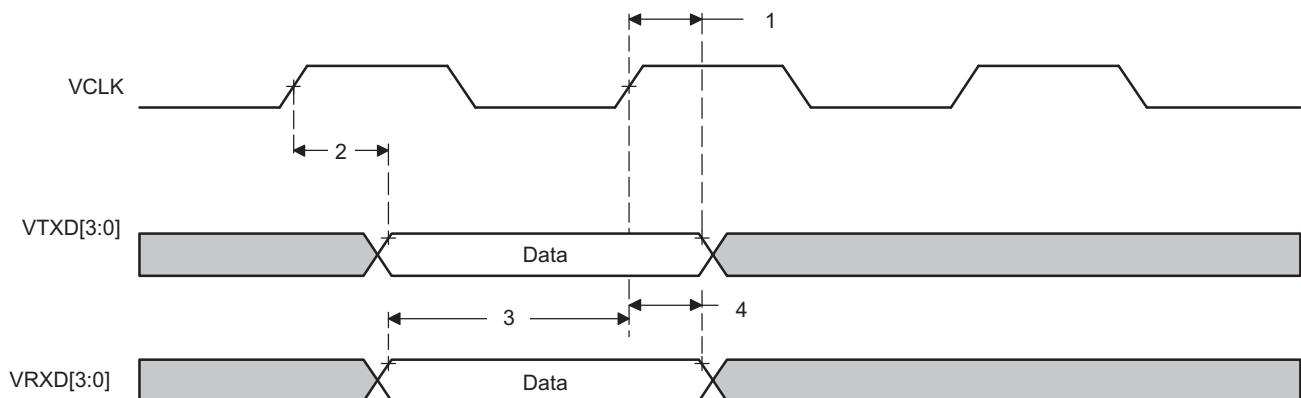 1
VCLK
2
VTXD[3:0]
Data
3
4
VRXD[3:0]
Data